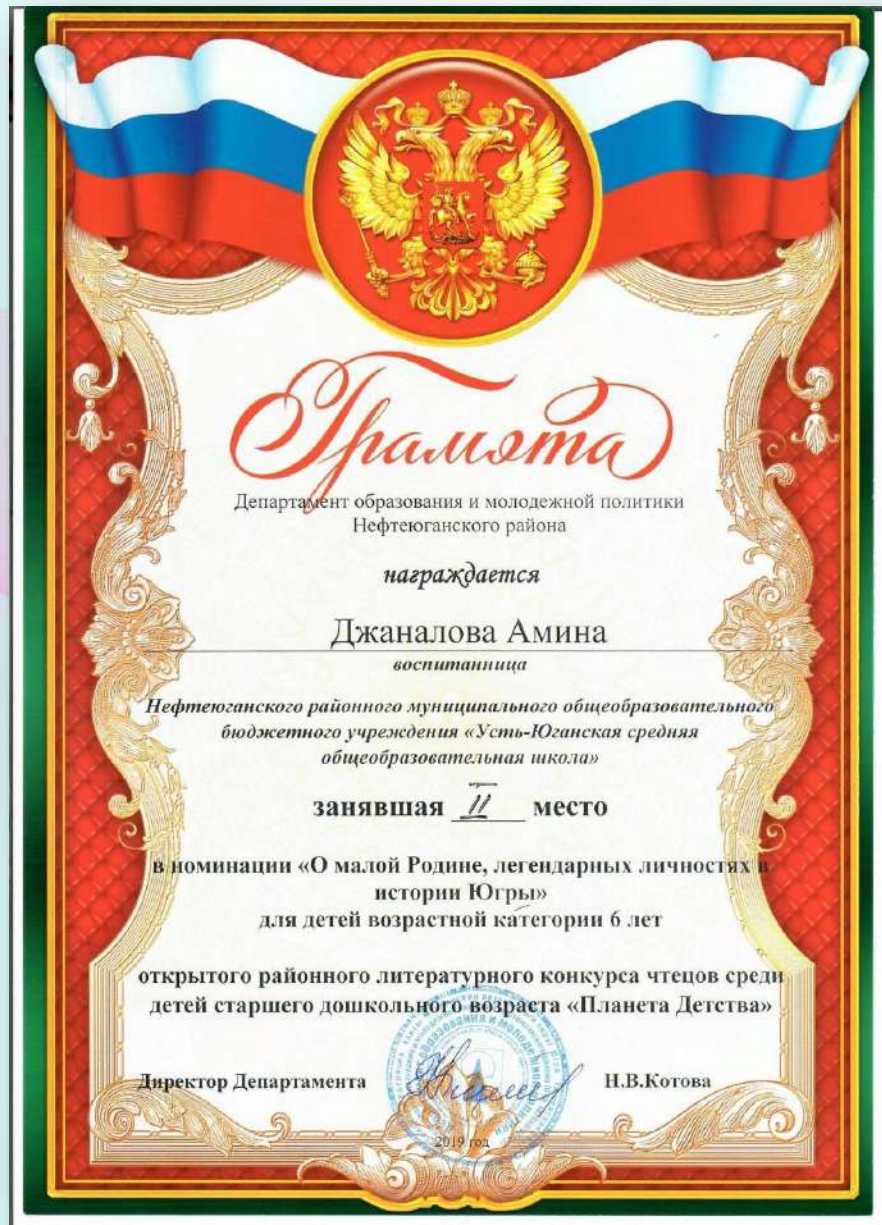 Грамота
Департамент образования и молодежной политики
Нефтеюганского района
награждается
Джаналова Амина
воспитанница
Нефтеюганского районного муниципального общеобразовательного
бюджетного учреждения «Усть-Юганская средняя
общеобразовательная школа»
занявшая II место
в номинации «О малой Родине, легендарных личностях в
истории Югры»
для детей возрастной категории 6 лет
открытого районного литературного конкурса чтецов среди
детей старшего дошкольного возраста «Планета Детства»
Директор Департамента Н.В.Котова
2019 год